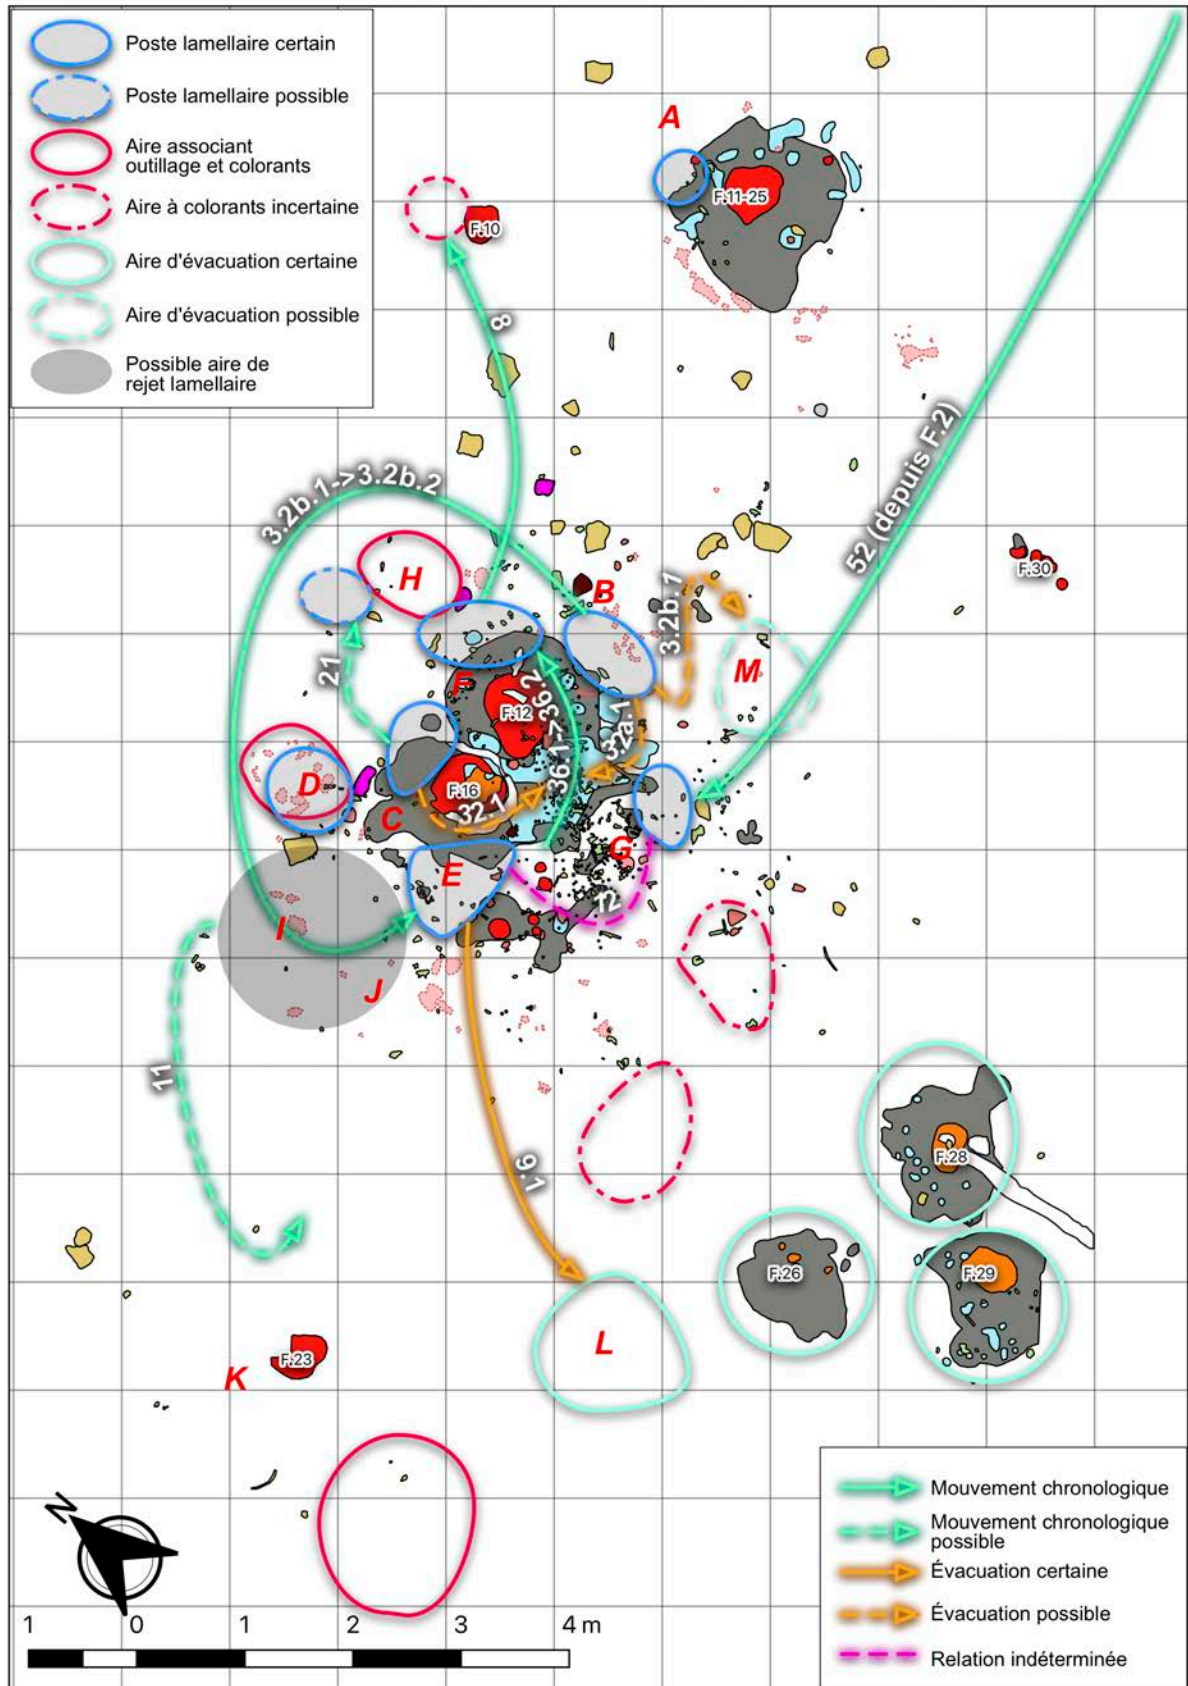 Poste lamellaire certain
Poste lamellaire possible
Aire associant
outillage et colorants
Aire à colorants incertaine
Aire d'évacuation certaine
Aire d'évacuation possible
Possible aire de
rejet lamellaire
A
F.11-25
F.10
8
52 (depuis F.2)
3.2b.1->3.2b.2
F.30
H
B
3.2b.1
21
M
F
F.12
36.1->36.2
3.2a.1
D
F.16
32.1
C
G
E
12
I
J
11
9.1
F.28
F.26
F.29
L
F.23
K
N
1 0 1 2 3 4 m
Mouvement chronologique
Mouvement chronologique
possible
Évacuation certaine
Évacuation possible
Relation indéterminée